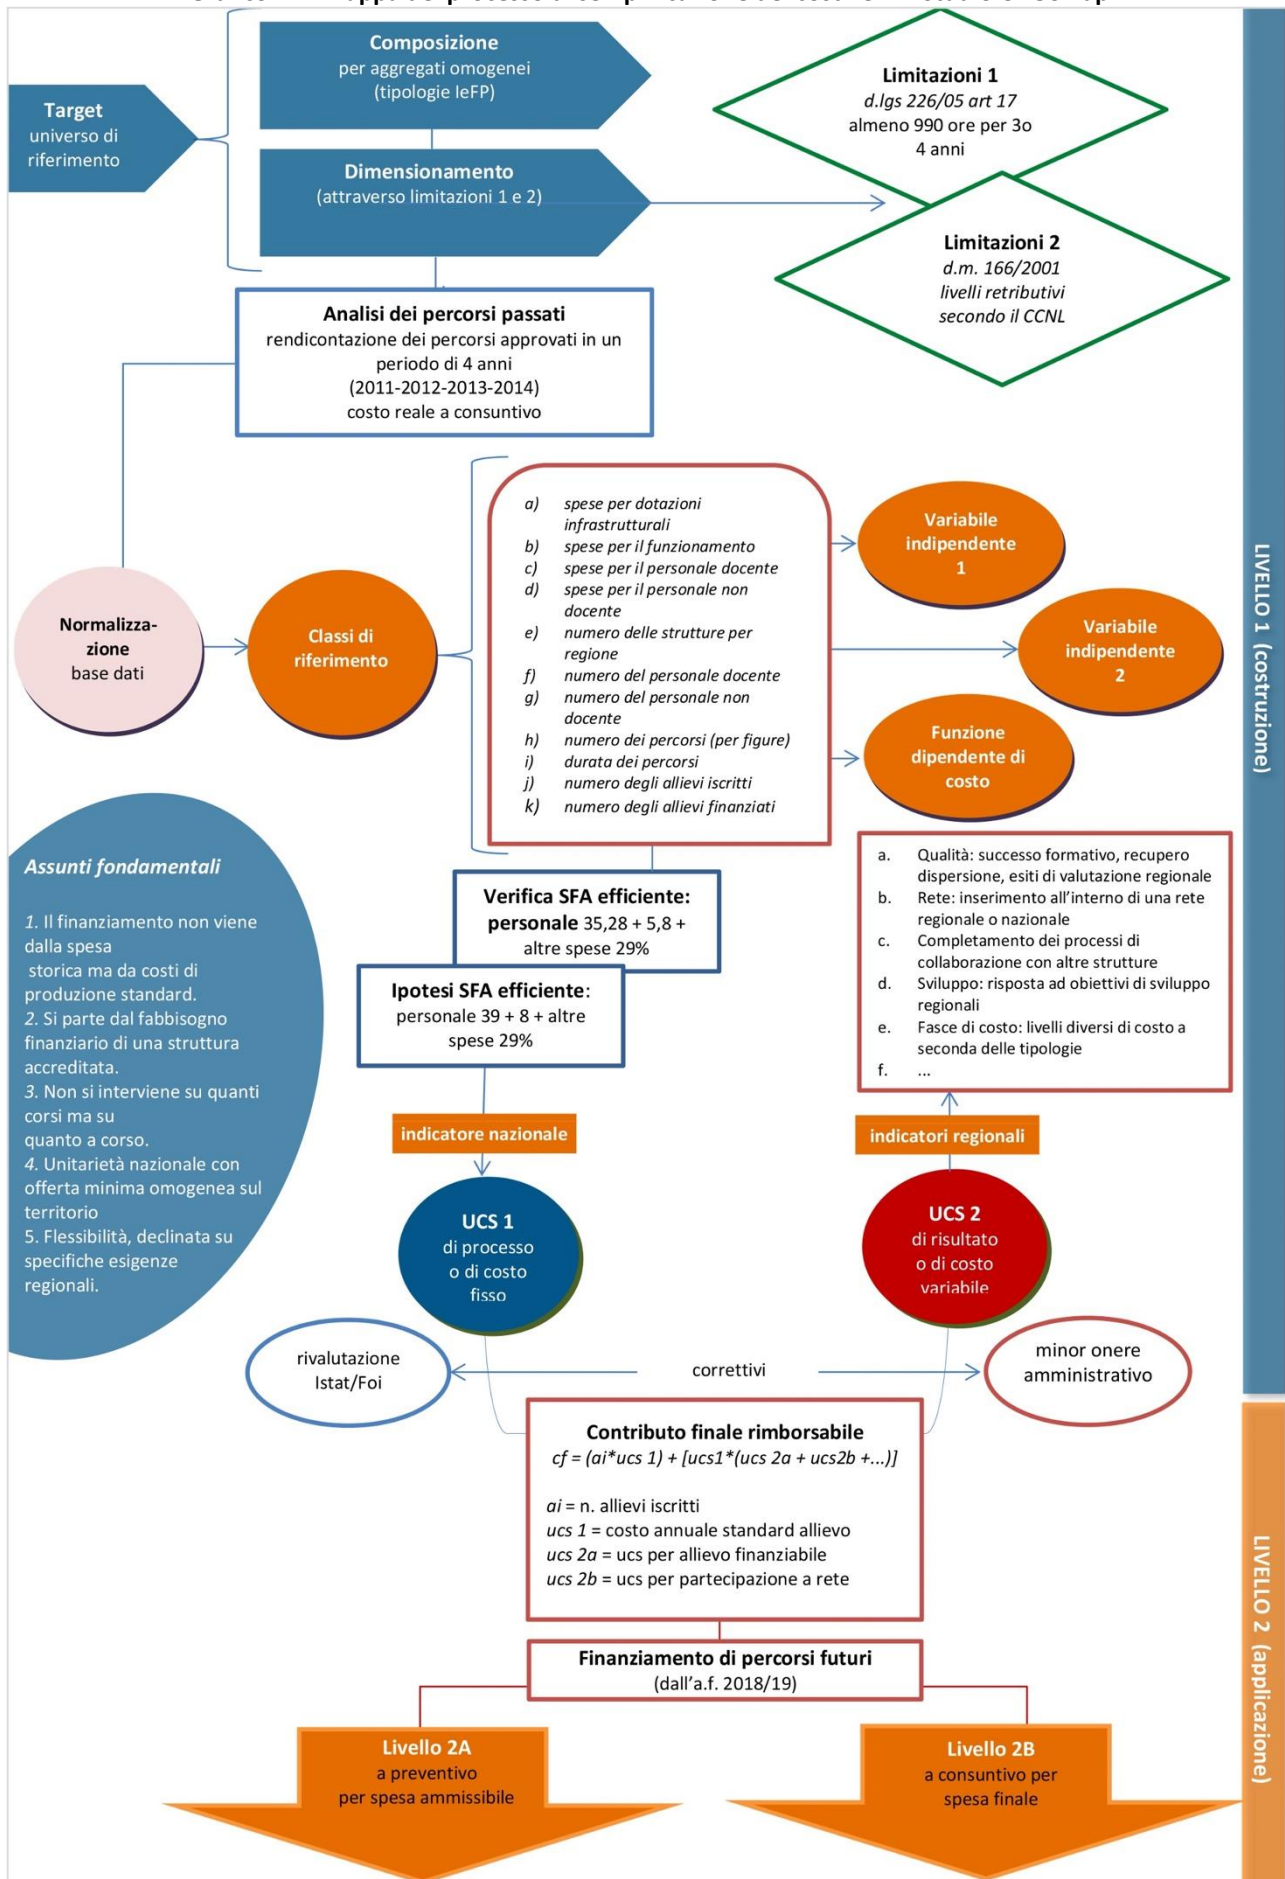 Target
universo di
riferimento
Composizione
per aggregati omogenei
(tipologie IeFP)
Dimensionamento
(attraverso limitazioni 1 e 2)
Limitazioni 1
d.lgs 226/05 art 17
almeno 990 ore per 3o
4 anni
Limitazioni 2
d.m. 166/2001
livelli retributivi
secondo il CCNL
Analisi dei percorsi passati
rendicontazione dei percorsi approvati in un
periodo di 4 anni
(2011-2012-2013-2014)
costo reale a consuntivo
LIVELLO 1 (costruzione)
Normalizza-
zione
base dati
Classi di
riferimento
a) spese per dotazioni
infrastrutturali
b) spese per il funzionamento
c) spese per il personale docente
d) spese per il personale non
docente
e) numero delle strutture per
regione
f) numero del personale docente
g) numero del personale non
docente
h) numero dei percorsi (per figure)
i) durata dei percorsi
j) numero degli allievi iscritti
k) numero degli allievi finanziati
Variabile
indipendente
1
Variabile
indipendente
2
Funzione
dipendente di
costo
Assunti fondamentali
1. Il finanziamento non viene
dalla spesa
storica ma da costi di
produzione standard.
2. Si parte dal fabbisogno
finanziario di una struttura
accreditata.
3. Non si interviene su quanti
corsi ma su
quanto a corso.
4. Unitarietà nazionale con
offerta minima omogenea sul
territorio
5. Flessibilità, declinata su
specifiche esigenze
regionali.
Verifica SFA efficiente:
personale 35,28 + 5,8 +
altre spese 29%
Ipotesi SFA efficiente:
personale 39 + 8 + altre
spese 29%
a. Qualità: successo formativo, recupero
dispersione, esiti di valutazione regionale
b. Rete: inserimento all'interno di una rete
regionale o nazionale
c. Completamento dei processi di
collaborazione con altre strutture
d. Sviluppo: risposta ad obiettivi di sviluppo
regionali
e. Fasce di costo: livelli diversi di costo a
seconda delle tipologie
f. ...
indicatore nazionale
indicatori regionali
UCS 1
di processo
o di costo
fisso
UCS 2
di risultato
o di costo
variabile
rivalutazione
Istat/Foi
correttivi
minor onere
amministrativo
Contributo finale rimborsabile
cf = (ai*ucs 1) + [ucs1*(ucs 2a + ucs2b +...)]
ai = n. allievi iscritti
ucs 1 = costo annuale standard allievo
ucs 2a = ucs per allievo finanziabile
ucs 2b = ucs per partecipazione a rete
LIVELLO 2 (applicazione)
Finanziamento di percorsi futuri
(dall'a.f. 2018/19)
Livello 2A
a preventivo
per spesa ammissibile
Livello 2B
a consuntivo per
spesa finale